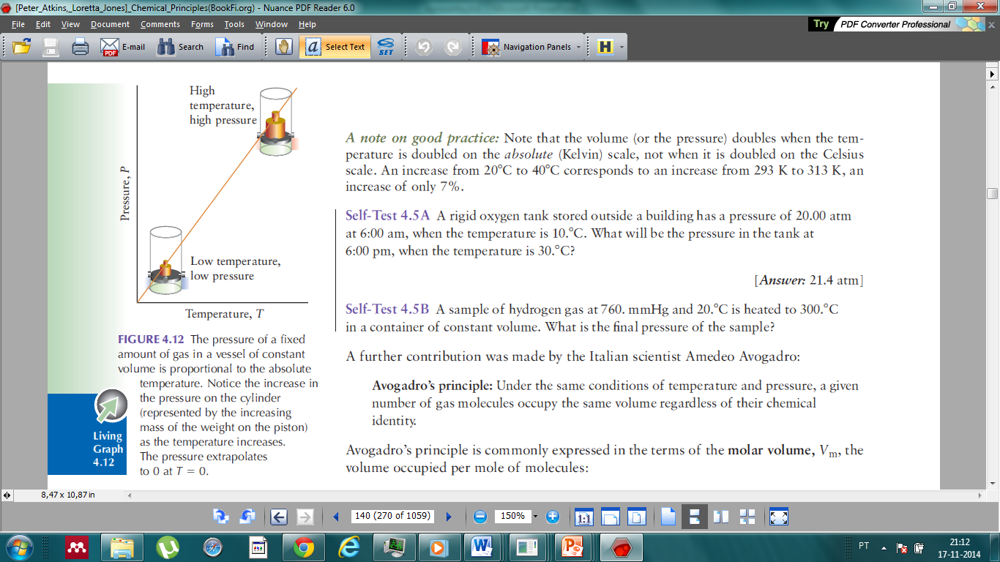 [Peter_Atkins,_Loretta_Jones]_Chemical_Principles(BookFi.org) - Nuance PDF Reader 6.0
File Edit View Document Comments Forms Tools Window Help
Try PDF Converter Professional
PDF E-mail Search Find a Select Text SET Navigation Panels H
High
temperature,
high pressure
Pressure, P
Low temperature,
low pressure
Temperature, T
FIGURE 4.12 The pressure of a fixed
amount of gas in a vessel of constant
volume is proportional to the absolute
temperature. Notice the increase in
the pressure on the cylinder
(represented by the increasing
mass of the weight on the piston)
as the temperature increases.
The pressure extrapolates
to 0 at T = 0.
Living
Graph
4.12
A note on good practice: Note that the volume (or the pressure) doubles when the tem-
perature is doubled on the absolute (Kelvin) scale, not when it is doubled on the Celsius
scale. An increase from 20°C to 40°C corresponds to an increase from 293 K to 313 K, an
increase of only 7%.
Self-Test 4.5A A rigid oxygen tank stored outside a building has a pressure of 20.00 atm
at 6:00 am, when the temperature is 10.°C. What will be the pressure in the tank at
6:00 pm, when the temperature is 30.°C?
[Answer: 21.4 atm]
Self-Test 4.5B A sample of hydrogen gas at 760. mmHg and 20.°C is heated to 300.°C
in a container of constant volume. What is the final pressure of the sample?
A further contribution was made by the Italian scientist Amedeo Avogadro:
Avogadro's principle: Under the same conditions of temperature and pressure, a given
number of gas molecules occupy the same volume regardless of their chemical
identity.
Avogadro's principle is commonly expressed in the terms of the molar volume, Vm, the
volume occupied per mole of molecules:
8,47 x 10,87 in
140 (270 of 1059) 150% 1:1
PT 21:12
17-11-2014